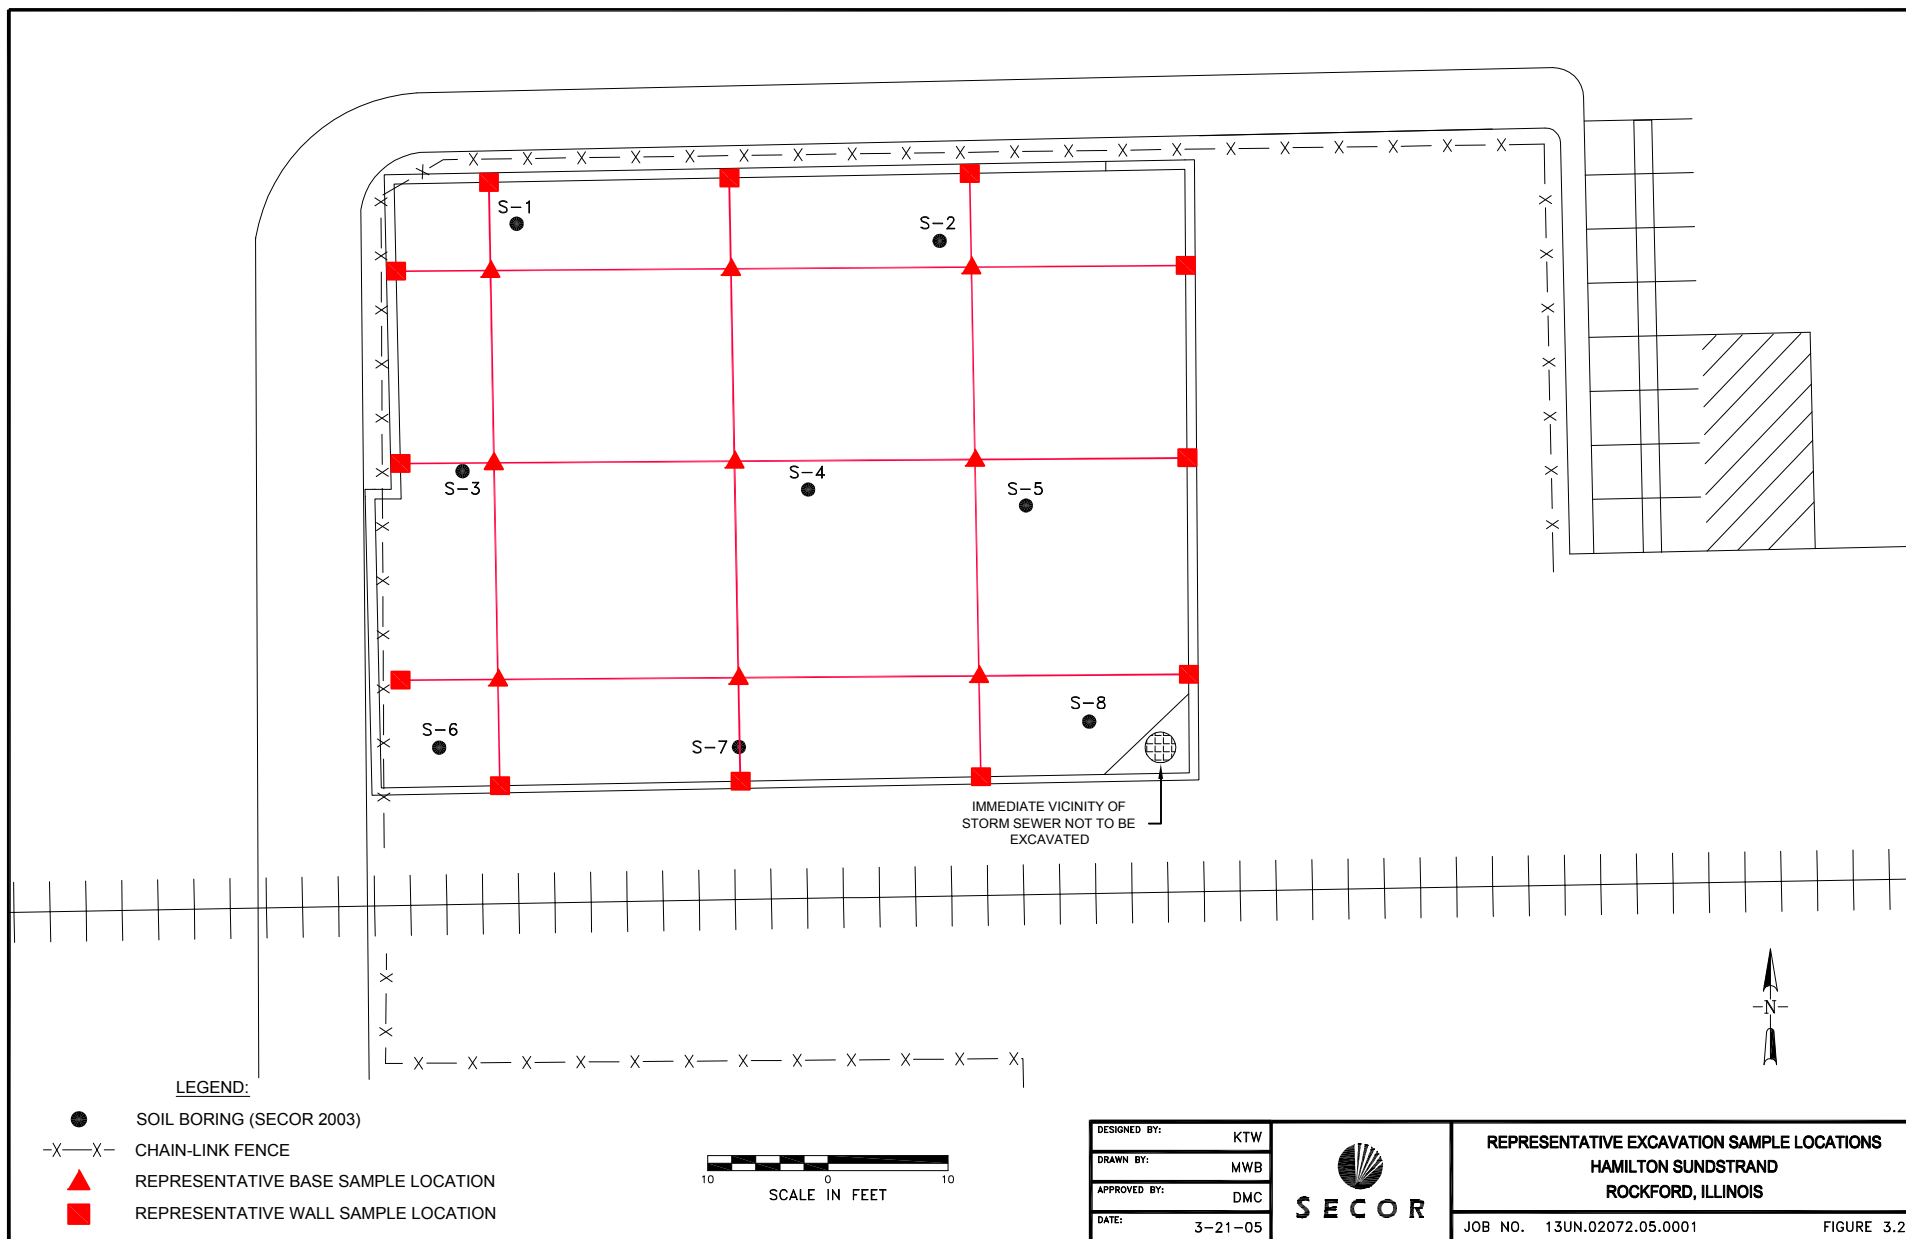 S-1
S-2
S-3
S-4
S-5
S-6
S-7
S-8
IMMEDIATE VICINITY OF
STORM SEWER NOT TO BE
EXCAVATED
N
LEGEND:
SOIL BORING (SECOR 2003)
-X-X- CHAIN-LINK FENCE
REPRESENTATIVE BASE SAMPLE LOCATION
REPRESENTATIVE WALL SAMPLE LOCATION
10 0 10
SCALE IN FEET
DESIGNED BY: KTW
DRAWN BY: MWB
APPROVED BY: DMC
DATE: 3-21-05
SECOR
REPRESENTATIVE EXCAVATION SAMPLE LOCATIONS
HAMILTON SUNDSTRAND
ROCKFORD, ILLINOIS
JOB NO. 13UN.02072.05.0001 FIGURE 3.2